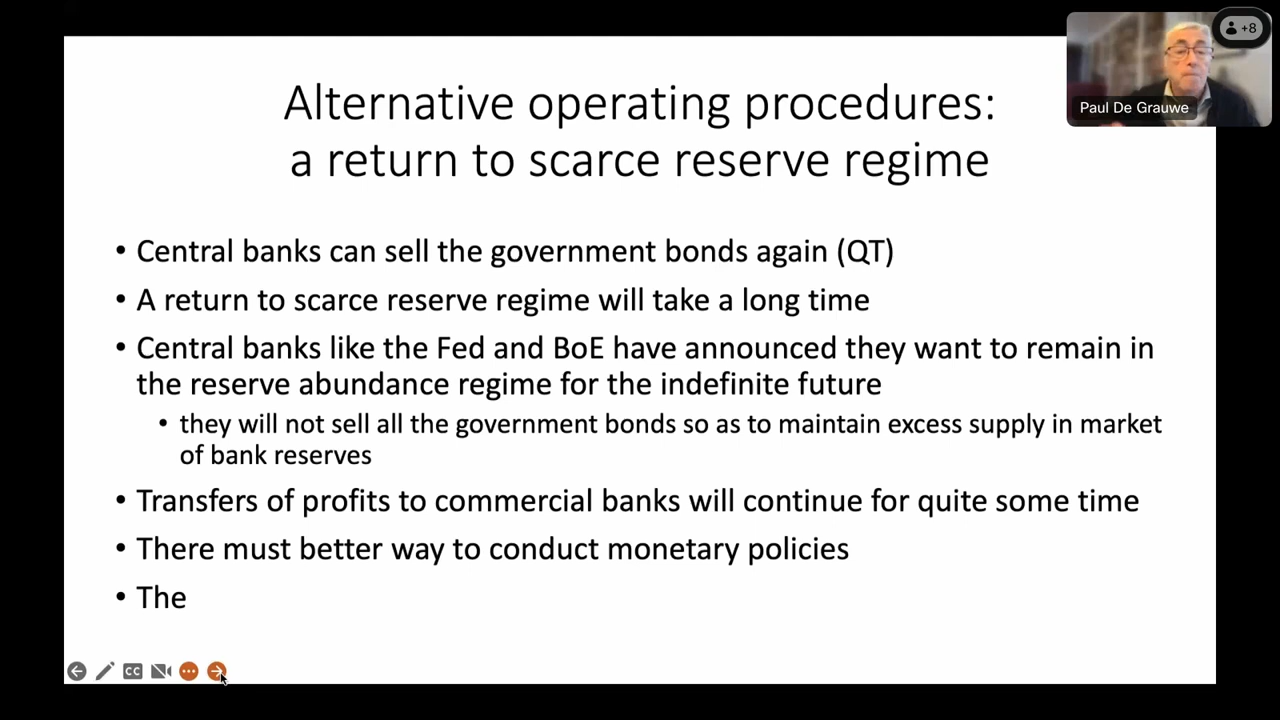 +8
Paul De Grauwe
Alternative operating procedures:
a return to scarce reserve regime
• Central banks can sell the government bonds again (QT)
• A return to scarce reserve regime will take a long time
• Central banks like the Fed and BoE have announced they want to remain in
the reserve abundance regime for the indefinite future
• they will not sell all the government bonds so as to maintain excess supply in market
of bank reserves
• Transfers of profits to commercial banks will continue for quite some time
• There must better way to conduct monetary policies
• The
CC